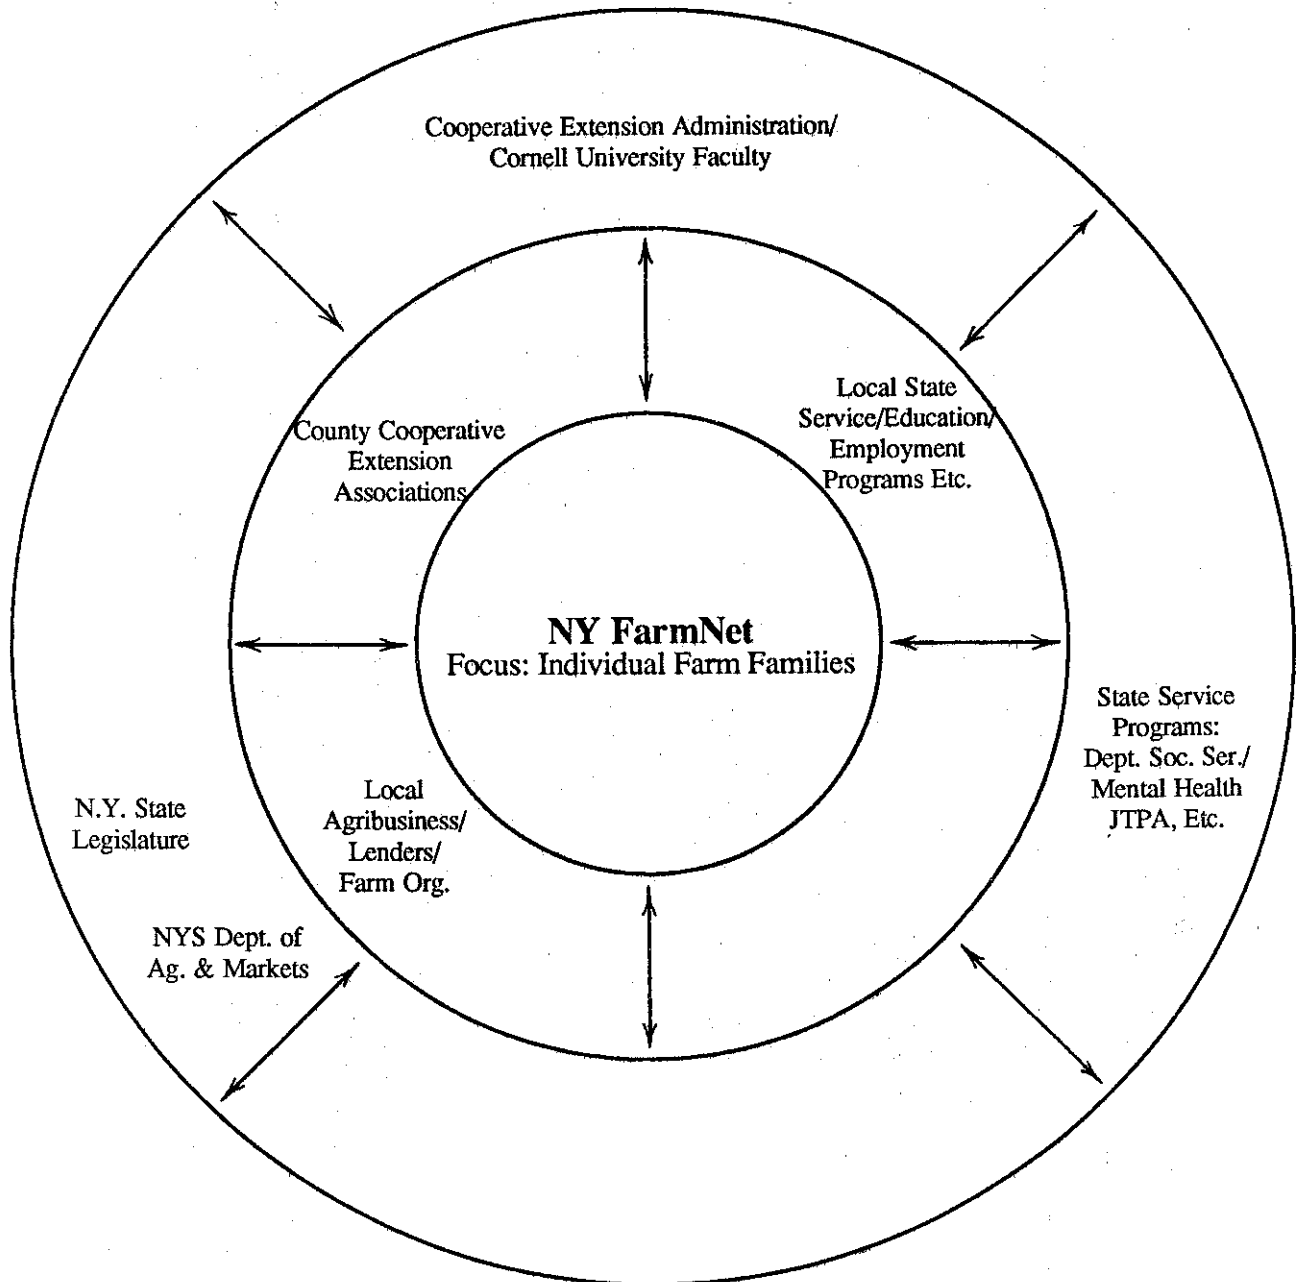 Cooperative Extension Administration/
Cornell University Faculty
County Cooperative
Extension
Associations
Local State
Service/Education/
Employment
Programs Etc.
NY FarmNet
Focus: Individual Farm Families
State Service
Programs:
Dept. Soc. Ser./
Mental Health
JTPA, Etc.
Local
Agribusiness/
Lenders/
Farm Org.
N.Y. State
Legislature
NYS Dept. of
Ag. & Markets